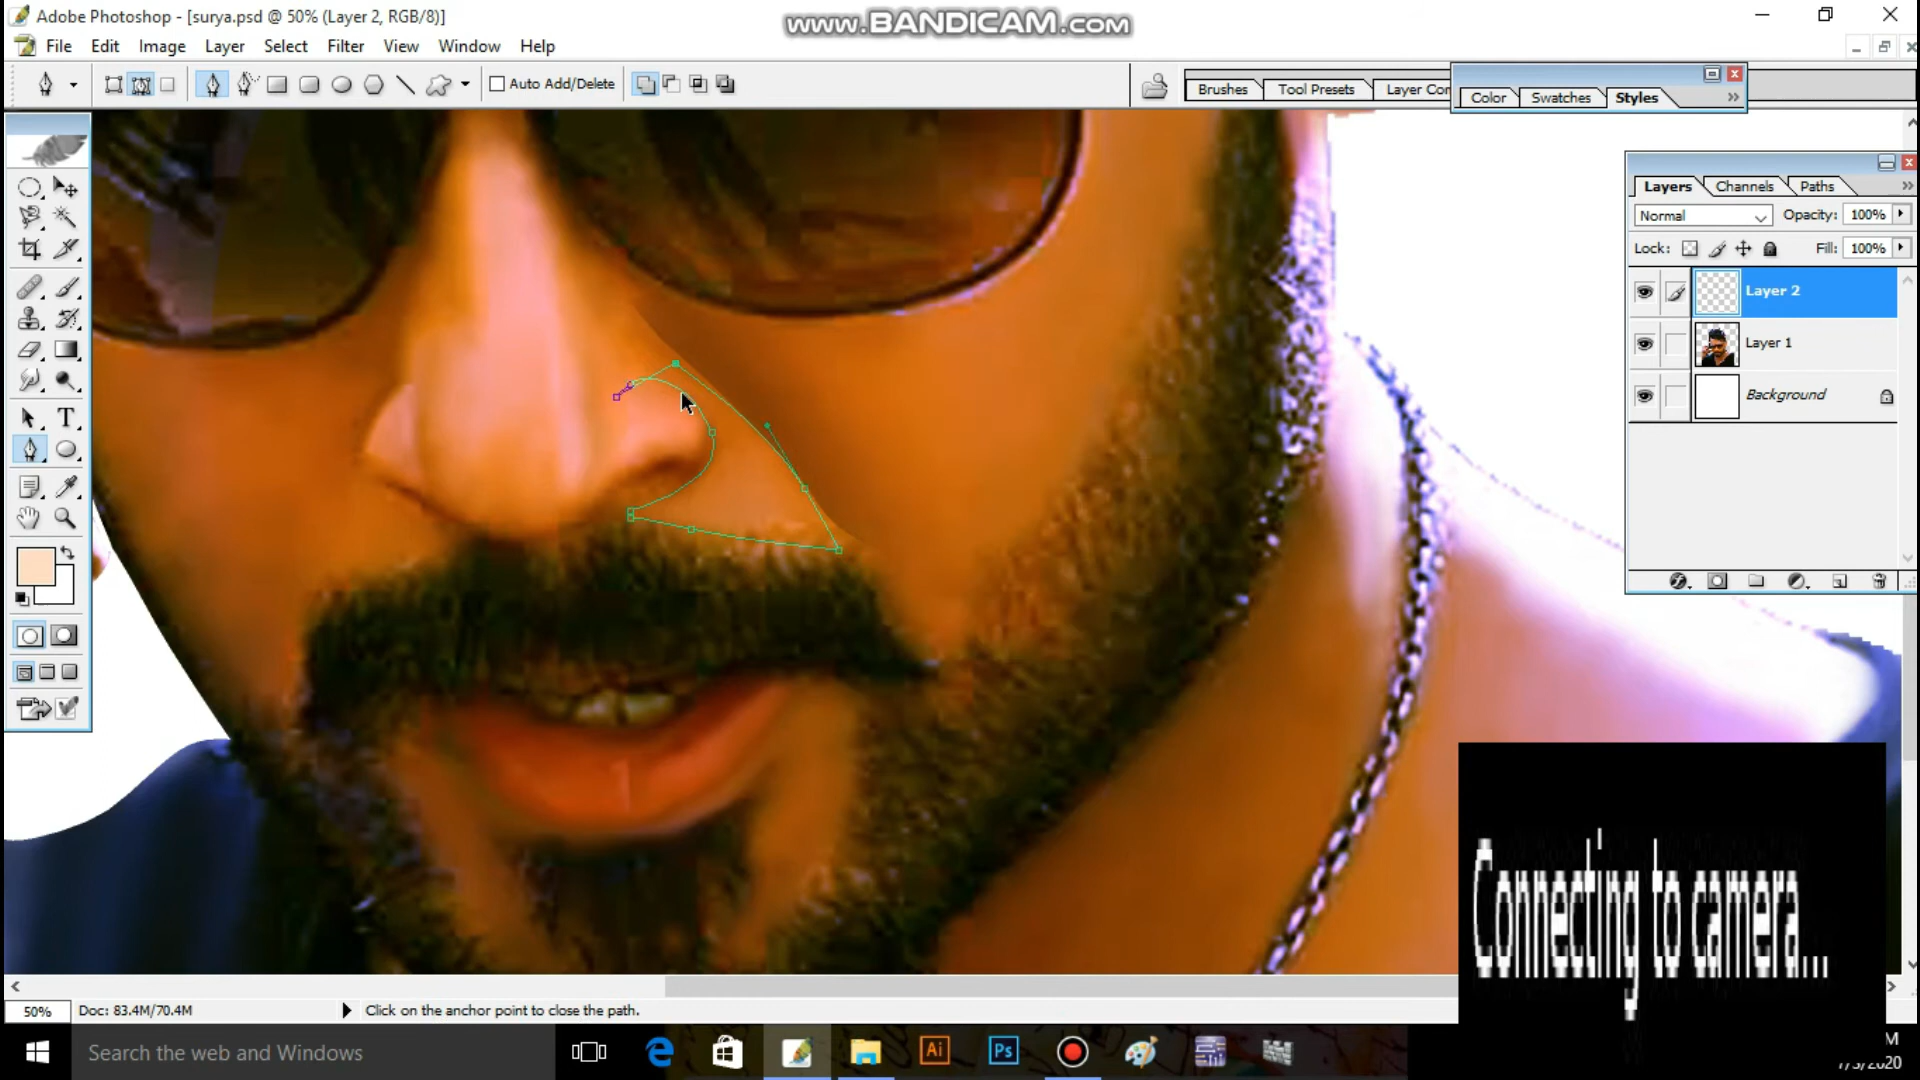 Adobe Photoshop - [surya.psd @ 50% (Layer 2, RGB/8)]
www.BANDICAM.com
File Edit Image Layer Select Filter View Window Help
Auto Add/Delete
Brushes Tool Presets Layer Con
Color Swatches Styles
Layers Channels Paths
Normal Opacity: 100%
Lock: Fill: 100%
Layer 2
Layer 1
Background
T
Connecting to camera...
50% Doc: 83.4M/70.4M Click on the anchor point to close the path.
Search the web and Windows
Ai
Ps
M